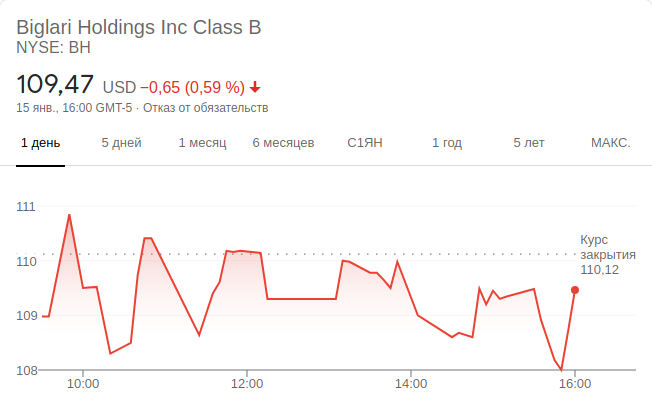 Biglari Holdings Inc Class B
NYSE: BH
109,47 USD −0,65 (0,59 %)
15 янв., 16:00 GMT-5 · Отказ от обязательств
1 день 5 дней 1 месяц 6 месяцев С1ЯН 1 год 5 лет МАКС.
111
Курс
110 закрытия
110,12
109
108
10:00 12:00 14:00 16:00